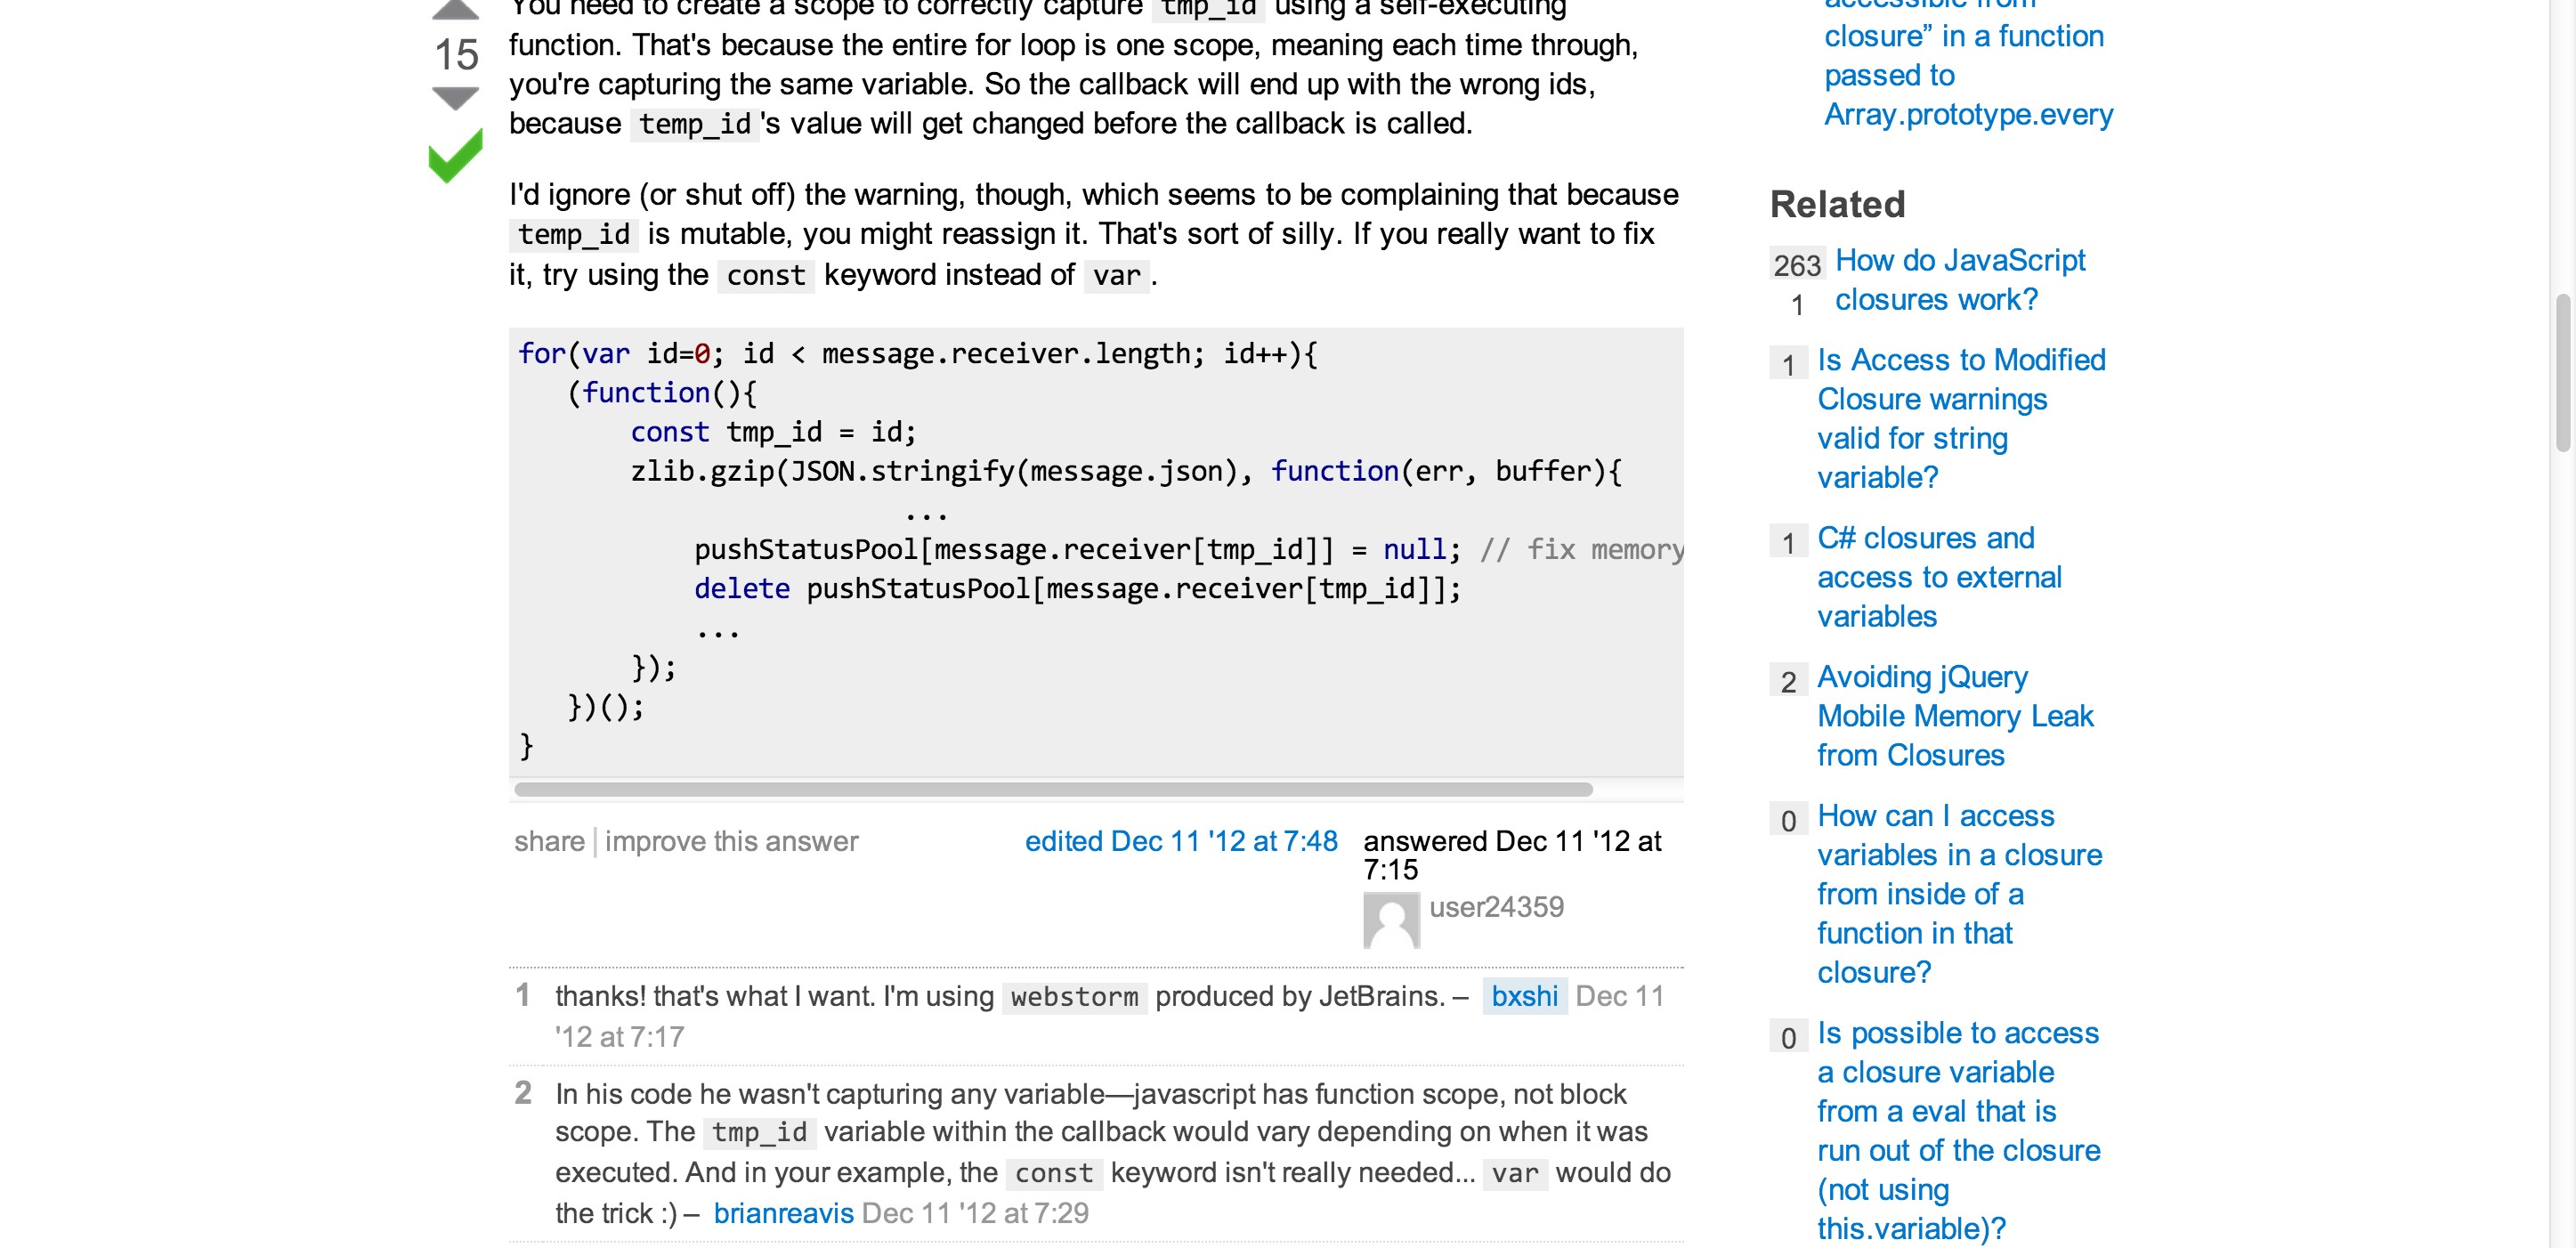 You need to create a scope to correctly capture tmp_id using a self-executing
15
function. That's because the entire for loop is one scope, meaning each time through,
you're capturing the same variable. So the callback will end up with the wrong ids,
because temp_id's value will get changed before the callback is called.
I'd ignore (or shut off) the warning, though, which seems to be complaining that because
temp_id is mutable, you might reassign it. That's sort of silly. If you really want to fix
it, try using the const keyword instead of var.
for(var id=0; id < message.receiver.length; id++){
(function(){
const tmp_id = id;
zlib.gzip(JSON.stringify(message.json), function(err, buffer){
...
pushStatusPool[message.receiver[tmp_id]] = null; // fix memory
delete pushStatusPool[message.receiver[tmp_id]];
...
});
})();
}
share improve this answer
edited Dec 11 '12 at 7:48
answered Dec 11 '12 at
7:15
user24359
1 thanks! that's what I want. I'm using webstorm produced by JetBrains. – bxshi Dec 11
'12 at 7:17
2 In his code he wasn't capturing any variable—javascript has function scope, not block
scope. The tmp_id variable within the callback would vary depending on when it was
executed. And in your example, the const keyword isn't really needed... var would do
the trick :) – brianreavis Dec 11 '12 at 7:29
accessible from
closure” in a function
passed to
Array.prototype.every
Related
263 How do JavaScript
1 closures work?
1 Is Access to Modified
Closure warnings
valid for string
variable?
1 C# closures and
access to external
variables
2 Avoiding jQuery
Mobile Memory Leak
from Closures
0 How can I access
variables in a closure
from inside of a
function in that
closure?
0 Is possible to access
a closure variable
from a eval that is
run out of the closure
(not using
this.variable)?